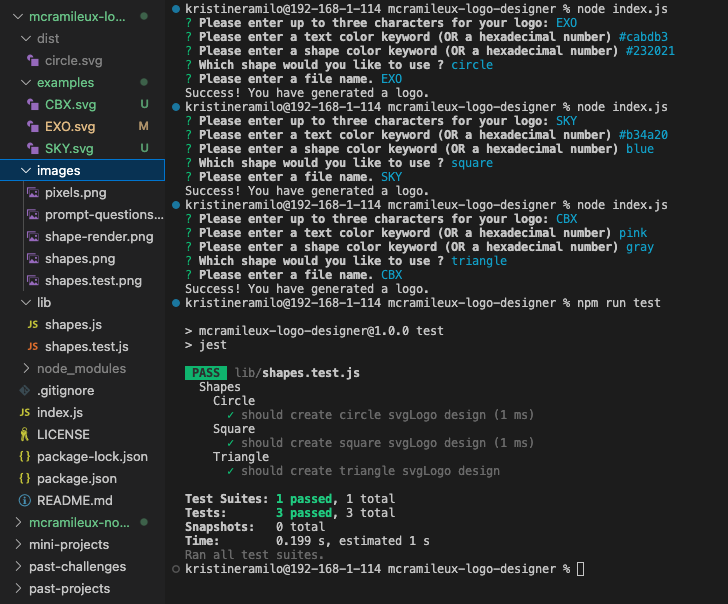 mcramileux-lo...
dist
circle.svg
examples
CBX.svg U
EXO.svg M
SKY.svg U
images
pixels.png
prompt-questions...
shape-render.png
shapes.png
shapes.test.png
lib
JS shapes.js
JS shapes.test.js
node_modules
.gitignore
JS index.js
LICENSE
{} package-lock.json
{} package.json
README.md
mcramileux-no...
mini-projects
past-challenges
past-projects
kristineramilo@192-168-1-114 mcramileux-logo-designer % node index.js
? Please enter up to three characters for your logo: EXO
? Please enter a text color keyword (OR a hexadecimal number) #cabdb3
? Please enter a shape color keyword (OR a hexadecimal number) #232021
? Which shape would you like to use ? circle
? Please enter a file name. EXO
Success! You have generated a logo.
kristineramilo@192-168-1-114 mcramileux-logo-designer % node index.js
? Please enter up to three characters for your logo: SKY
? Please enter a text color keyword (OR a hexadecimal number) #b34a20
? Please enter a shape color keyword (OR a hexadecimal number) blue
? Which shape would you like to use ? square
? Please enter a file name. SKY
Success! You have generated a logo.
kristineramilo@192-168-1-114 mcramileux-logo-designer % node index.js
? Please enter up to three characters for your logo: CBX
? Please enter a text color keyword (OR a hexadecimal number) pink
? Please enter a shape color keyword (OR a hexadecimal number) gray
? Which shape would you like to use ? triangle
? Please enter a file name. CBX
Success! You have generated a logo.
kristineramilo@192-168-1-114 mcramileux-logo-designer % npm run test
> mcramileux-logo-designer@1.0.0 test
> jest
PASS lib/shapes.test.js
Shapes
Circle
✓ should create circle svgLogo design (1 ms)
Square
✓ should create square svgLogo design (1 ms)
Triangle
✓ should create triangle svgLogo design
Test Suites: 1 passed, 1 total
Tests: 3 passed, 3 total
Snapshots: 0 total
Time: 0.199 s, estimated 1 s
Ran all test suites.
kristineramilo@192-168-1-114 mcramileux-logo-designer %